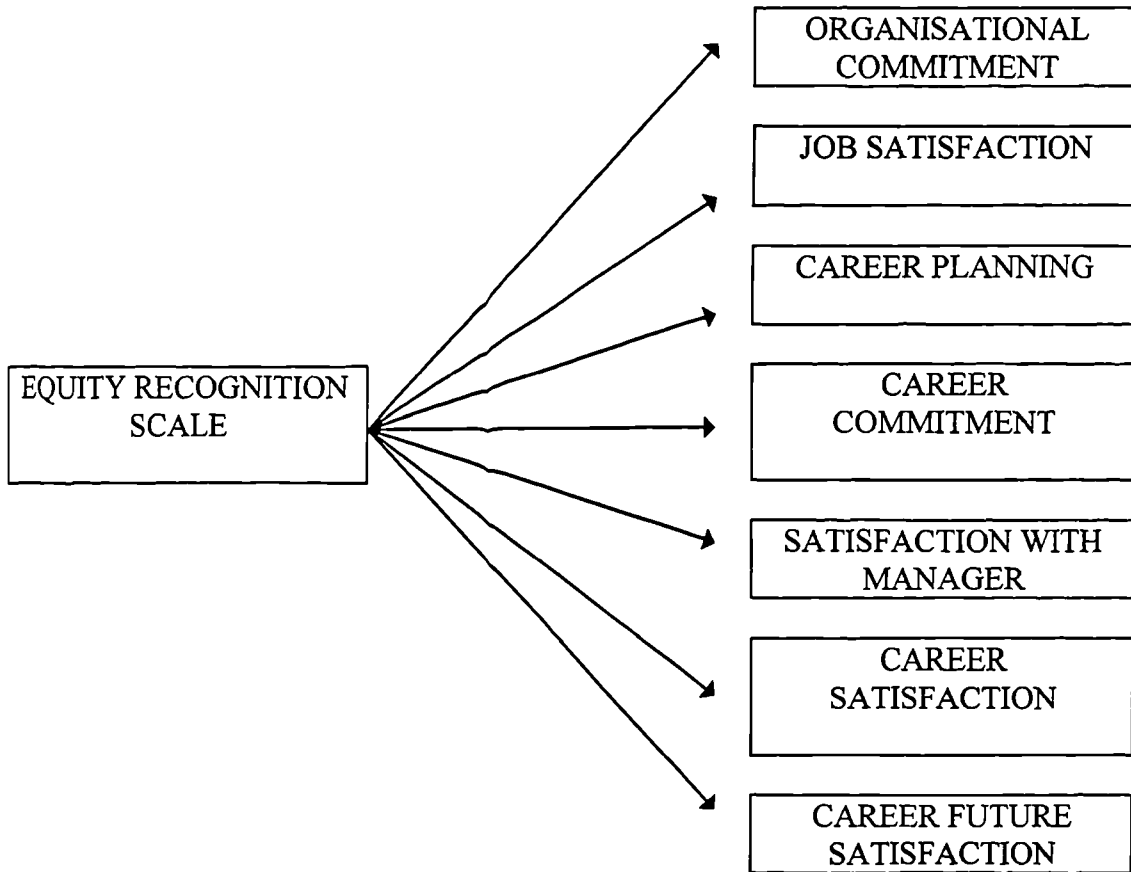 ORGANISATIONAL
COMMITMENT
JOB SATISFACTION
CAREER PLANNING
EQUITY RECOGNITION
SCALE
CAREER
COMMITMENT
SATISFACTION WITH
MANAGER
CAREER
SATISFACTION
CAREER FUTURE
SATISFACTION